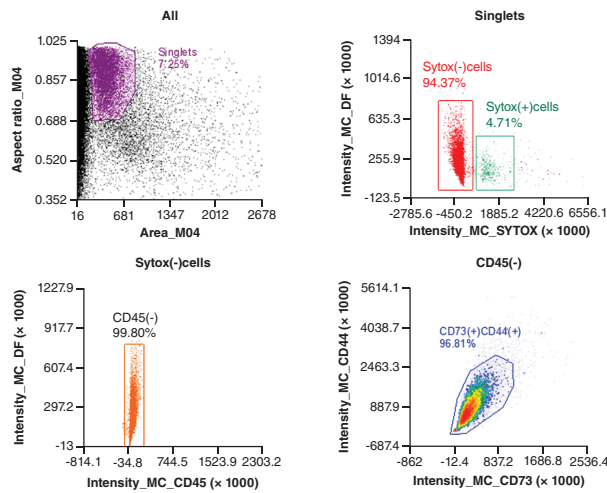 All
1.025
0.857
0.688
0.520
0.352
Aspect ratio_M04
Singlets
7.25%
16
681
1347
2012
2678
Area_M04
Singlets
1394
1014.6
635.3
255.9
-123.5
Intensity_MC_DF (× 1000)
Sytox(-)cells
94.37%
Sytox(+)cells
4.71%
-2785.6
-450.2
1885.2
4220.6
6556.1
Intensity_MC_SYTOX (× 1000)
Sytox(-)cells
1227.9
917.7
607.4
297.2
-13
Intensity_MC_DF (× 1000)
CD45(-)
99.80%
-814.1
-34.8
744.5
1523.9
2303.2
Intensity_MC_CD45 (× 1000)
CD45(-)
5614.1
4038.7
2463.3
887.9
-687.4
Intensity_MC_CD44 (× 1000)
CD73(+)CD44(+)
96.81%
-862
-12.4
837.2
1686.8
2536.4
Intensity_MC_CD73 (× 1000)